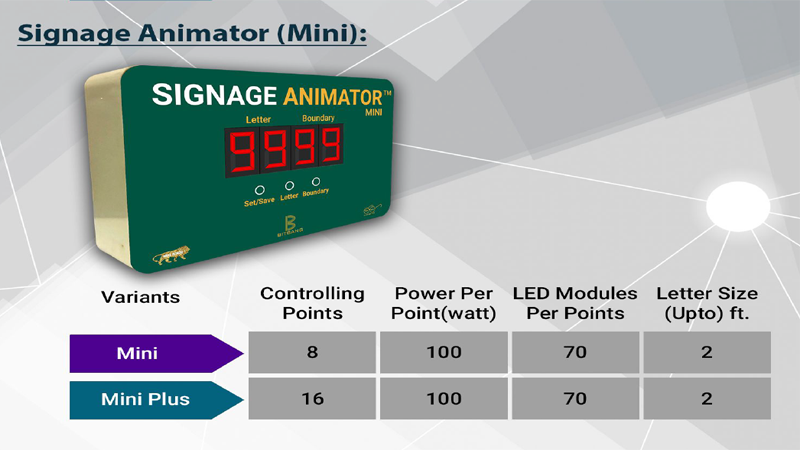 Signage Animator (Mini):
SIGNAGE ANIMATOR™
MINI
Letter Boundary
9999
Set/Save Letter Boundary
BITBANG
Variants
Controlling Points
Power Per Point(watt)
LED Modules Per Points
Letter Size (Upto) ft.
Mini 8 100 70 2
Mini Plus 16 100 70 2